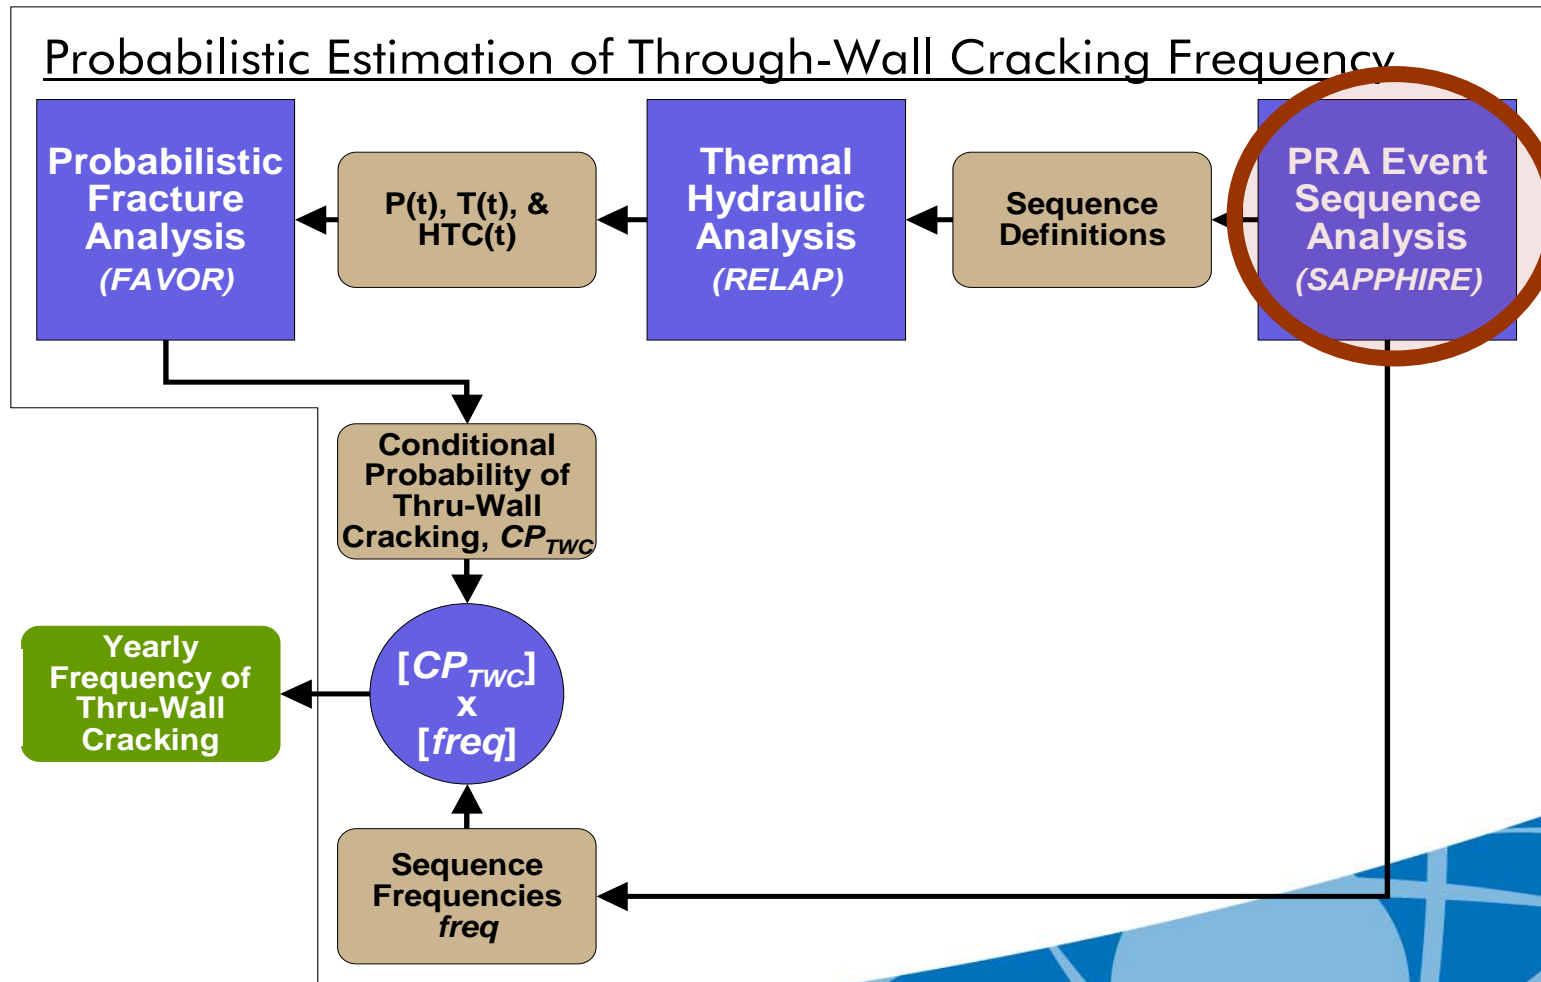 Probabilistic Estimation of Through-Wall Cracking Frequency
Probabilistic
Fracture
Analysis
(FAVOR)
P(t), T(t), &
HTC(t)
Thermal
Hydraulic
Analysis
(RELAP)
Sequence
Definitions
PRA Event
Sequence
Analysis
(SAPPHIRE)
Conditional
Probability of
Thru-Wall
Cracking, CP_TWC
Yearly
Frequency of
Thru-Wall
Cracking
[CP_TWC]
x
[freq]
Sequence
Frequencies
freq